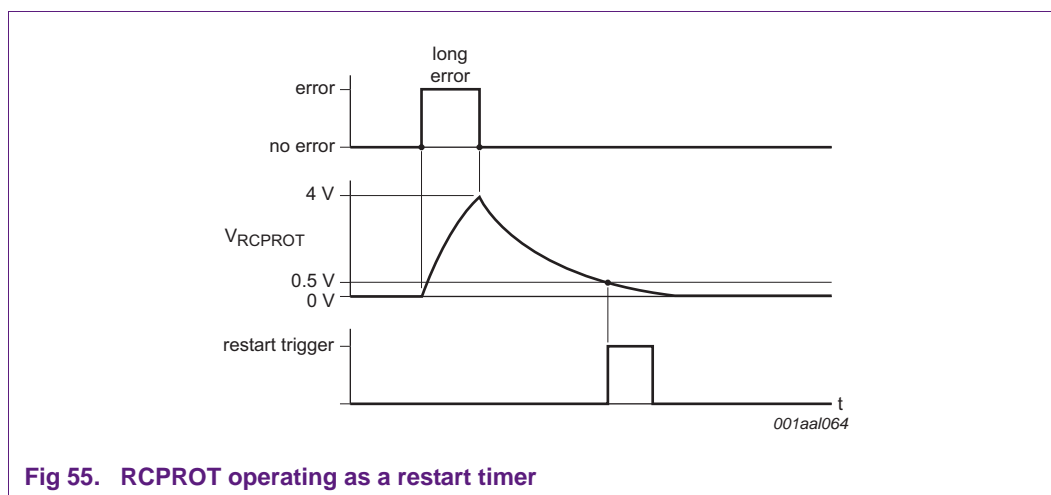 long
error
error
no error
4 V
VRCPROT
0.5 V
0 V
restart trigger
t
001aal064
Fig 55. RCPROT operating as a restart timer